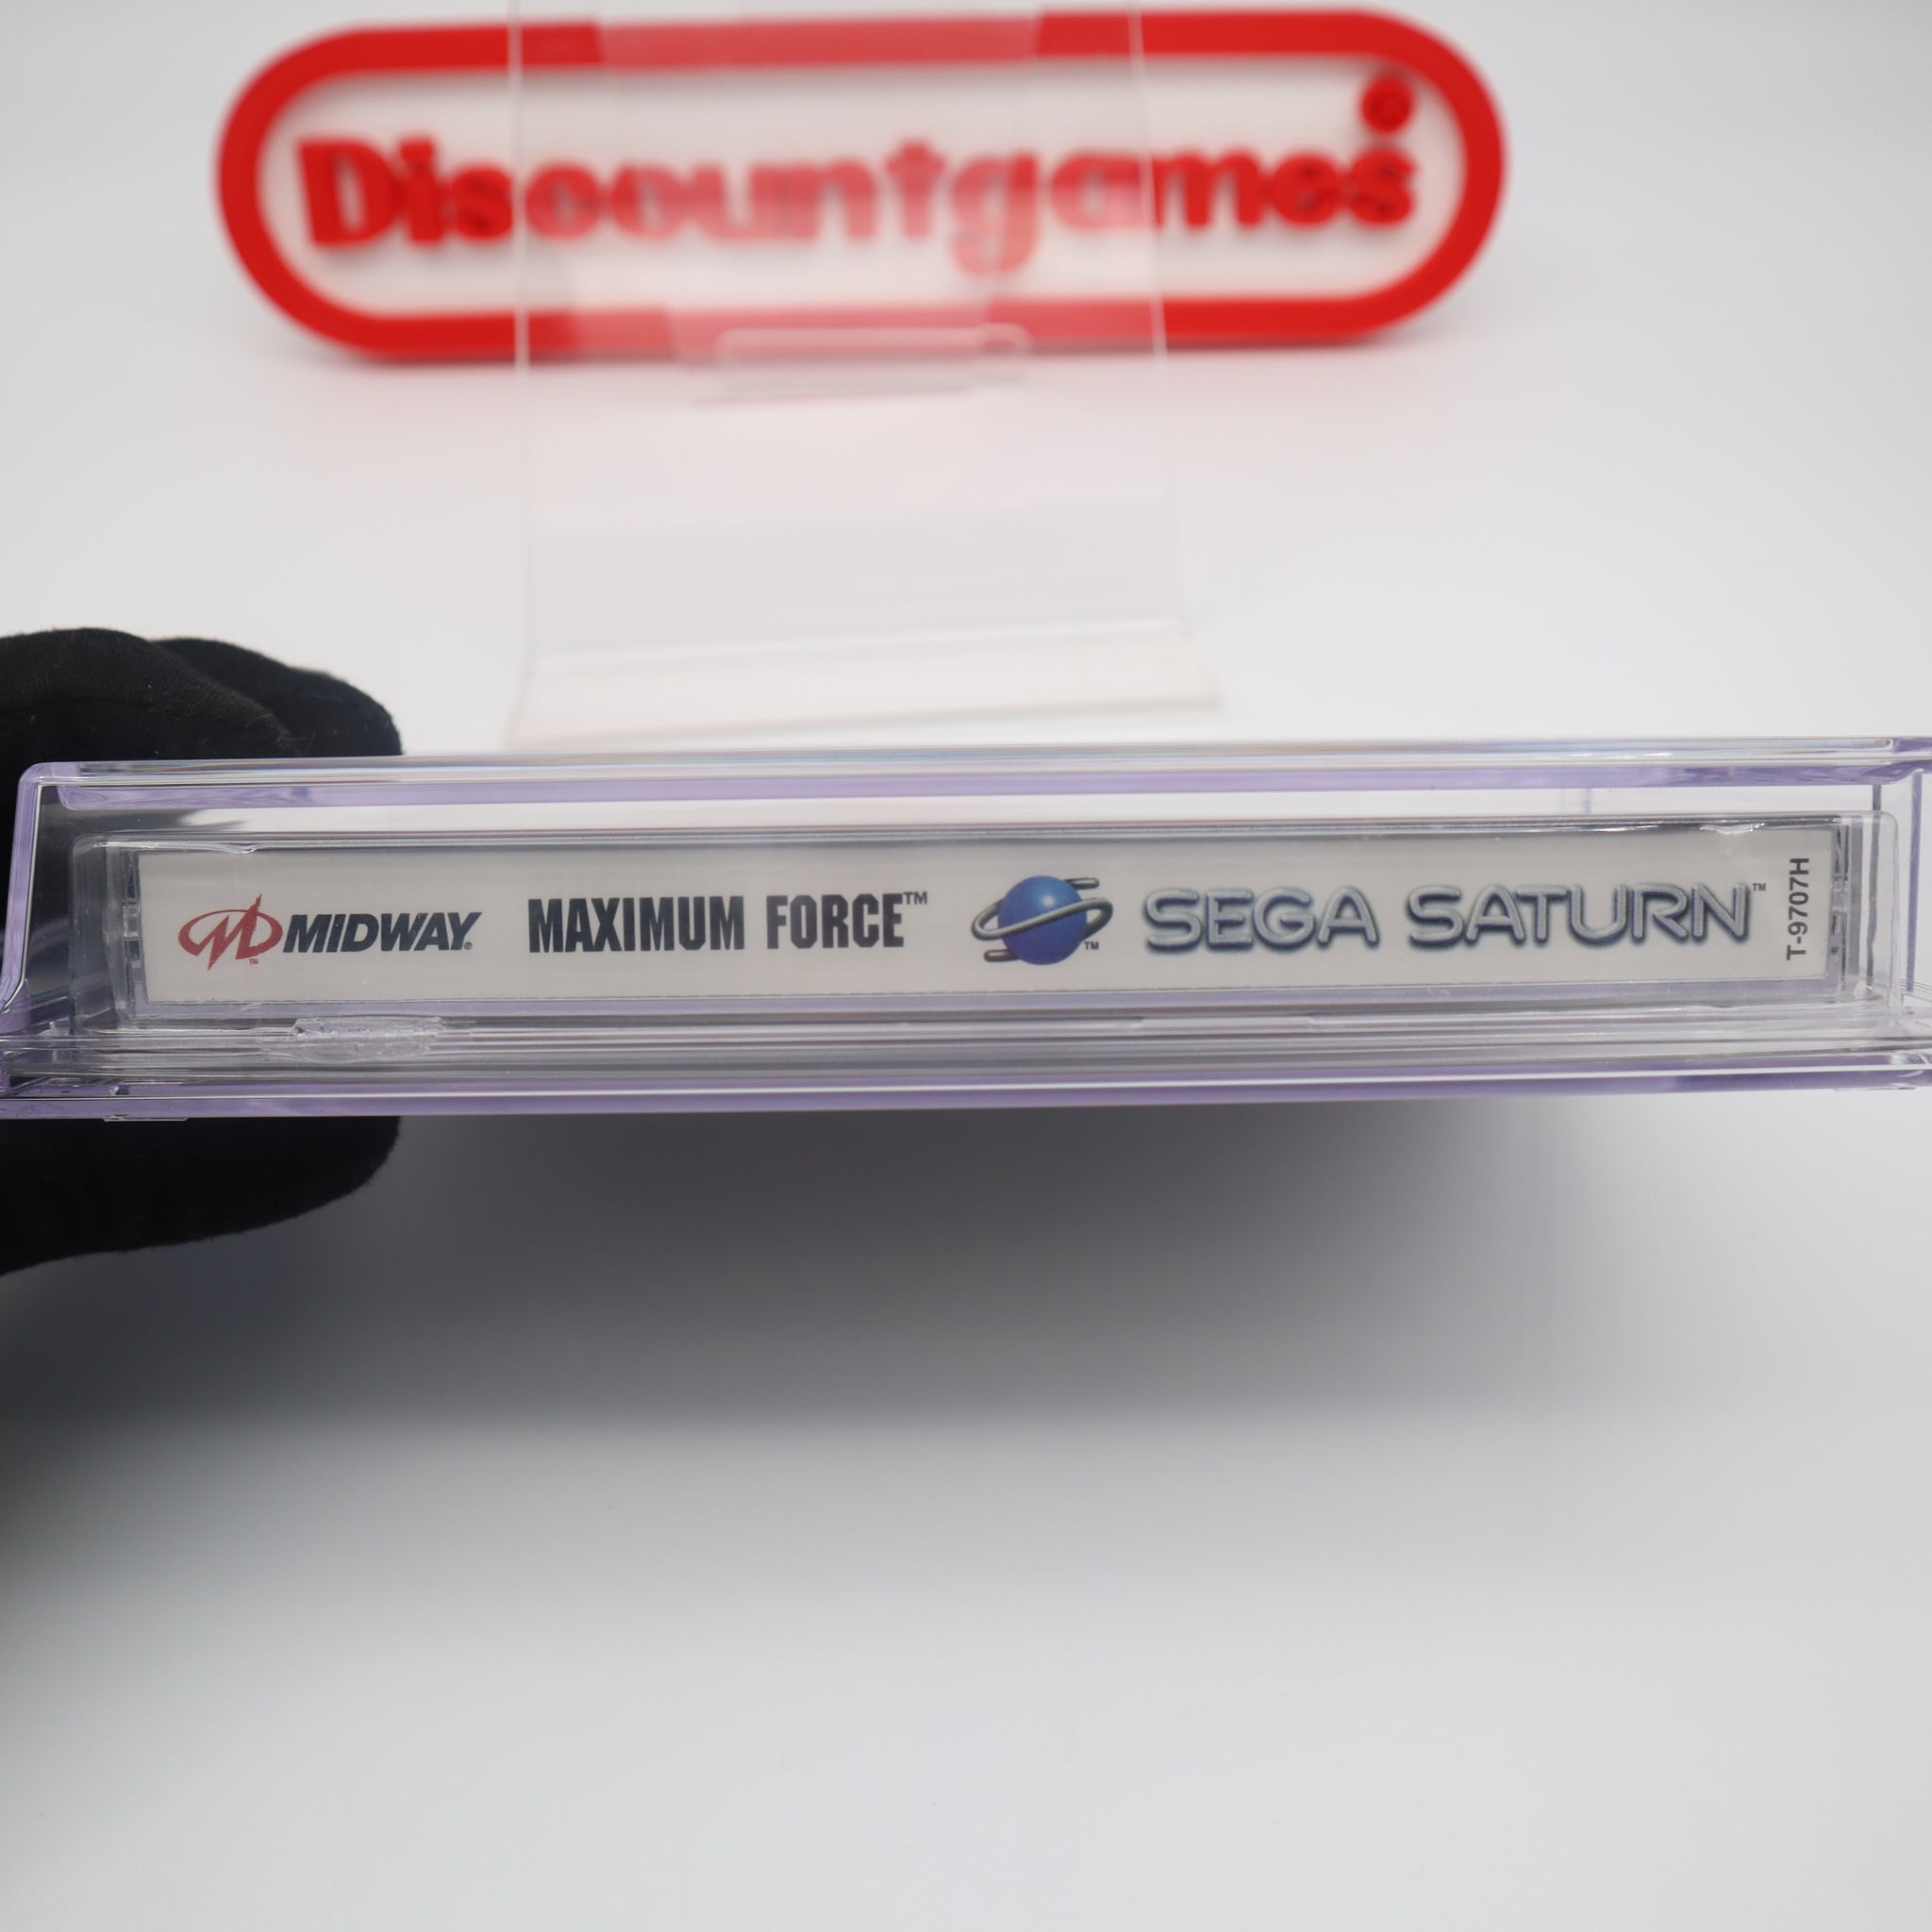 Discountgames
MIDWAY® MAXIMUM FORCE™ SEGA SATURN™ T-9707H